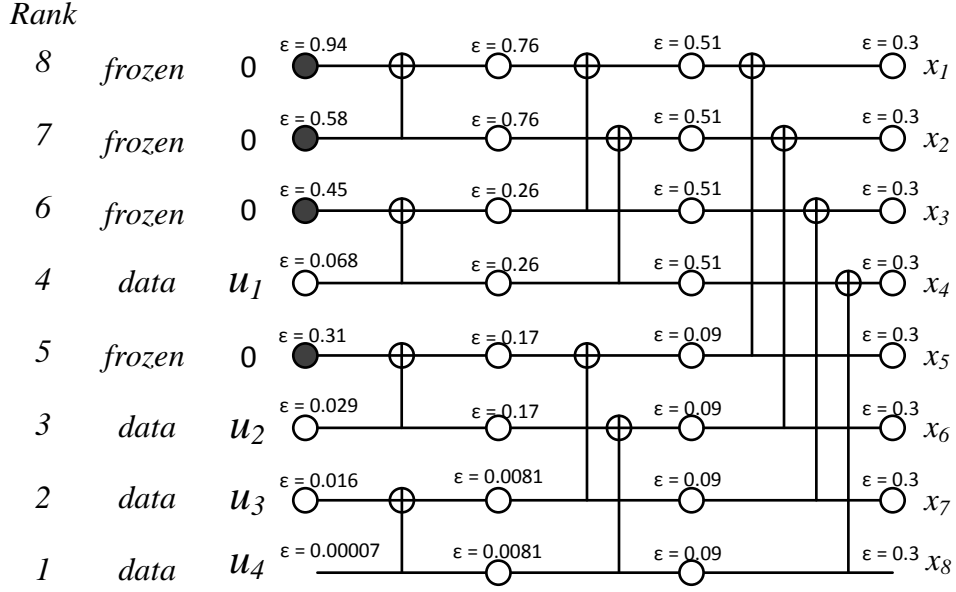 Rank
8 frozen 0 ε = 0.94 ε = 0.76 ε = 0.51 ε = 0.3 x1
7 frozen 0 ε = 0.58 ε = 0.76 ε = 0.51 ε = 0.3 x2
6 frozen 0 ε = 0.45 ε = 0.26 ε = 0.51 ε = 0.3 x3
4 data u1 ε = 0.068 ε = 0.26 ε = 0.51 ε = 0.3 x4
5 frozen 0 ε = 0.31 ε = 0.17 ε = 0.09 ε = 0.3 x5
3 data u2 ε = 0.029 ε = 0.17 ε = 0.09 ε = 0.3 x6
2 data u3 ε = 0.016 ε = 0.0081 ε = 0.09 ε = 0.3 x7
1 data u4 ε = 0.00007 ε = 0.0081 ε = 0.09 ε = 0.3 x8